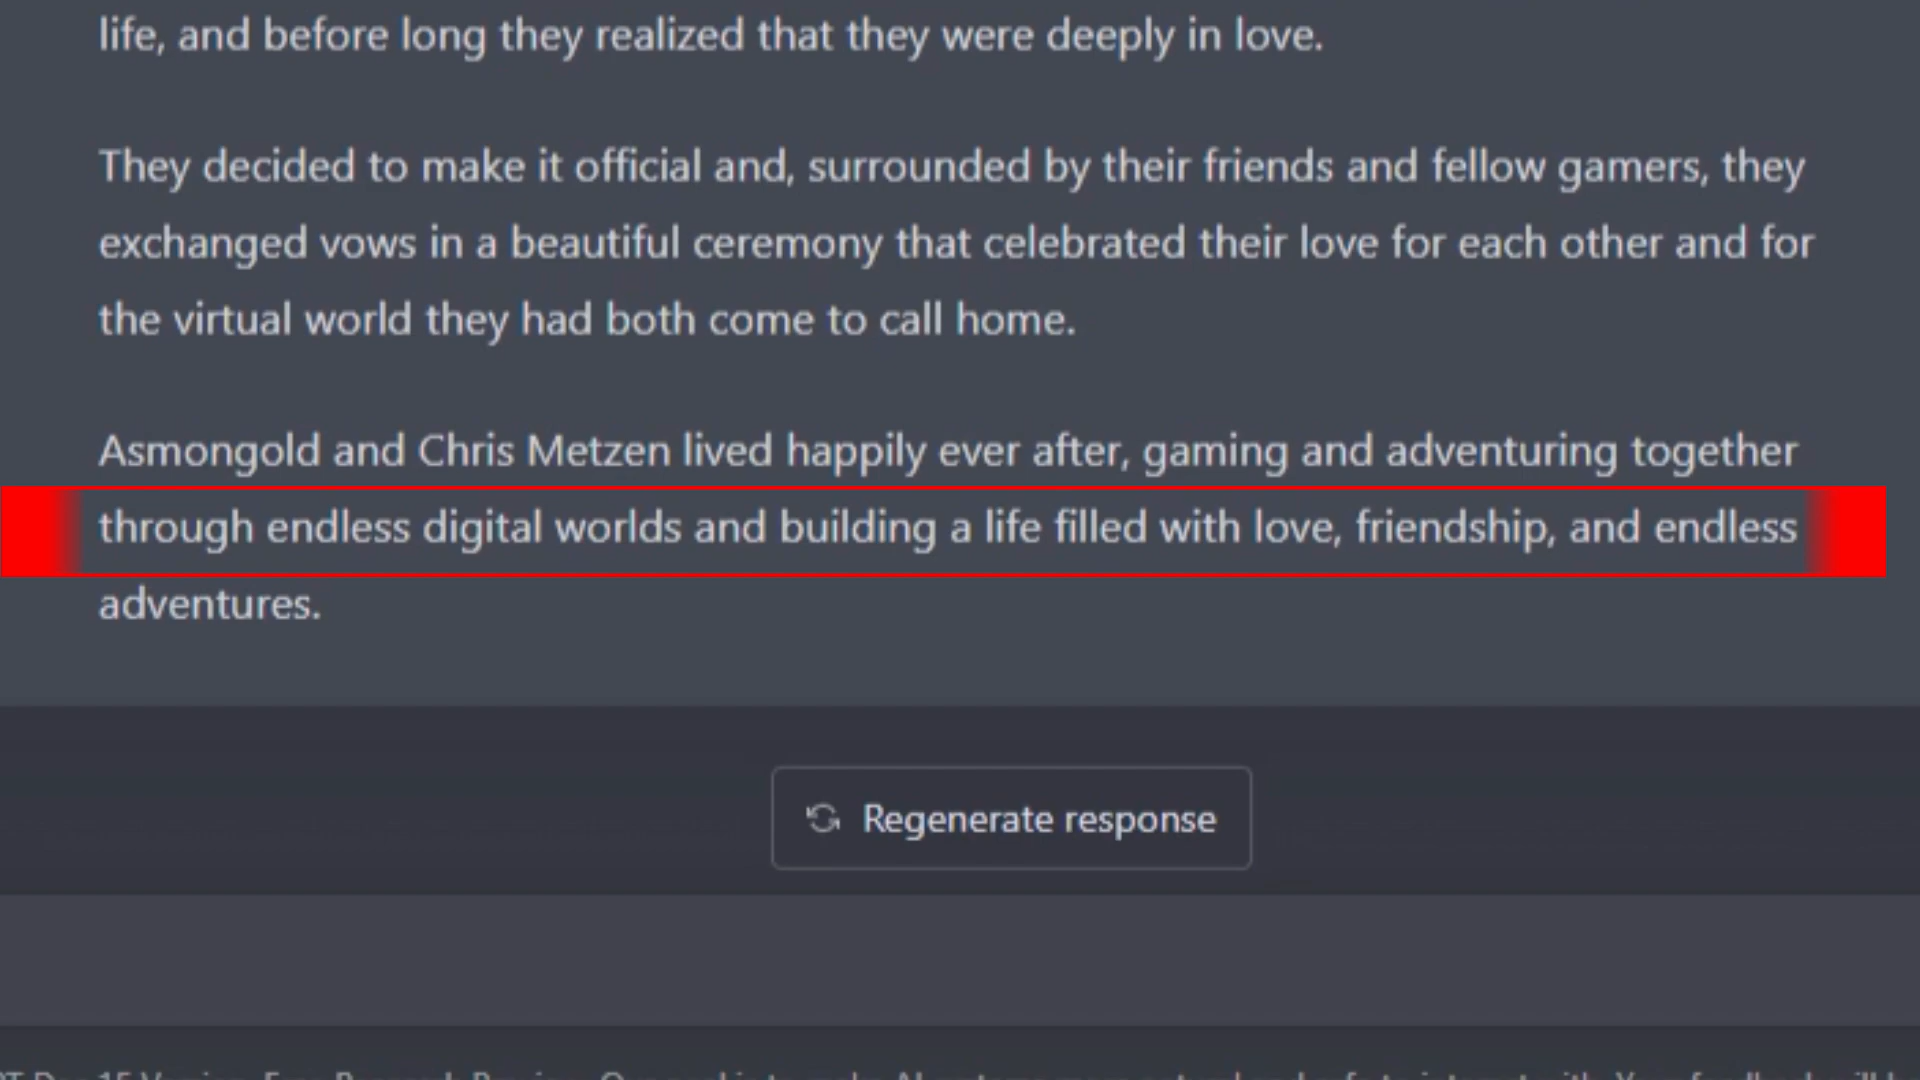 life, and before long they realized that they were deeply in love.
They decided to make it official and, surrounded by their friends and fellow gamers, they
exchanged vows in a beautiful ceremony that celebrated their love for each other and for
the virtual world they had both come to call home.
Asmongold and Chris Metzen lived happily ever after, gaming and adventuring together
through endless digital worlds and building a life filled with love, friendship, and endless
adventures.
Regenerate response